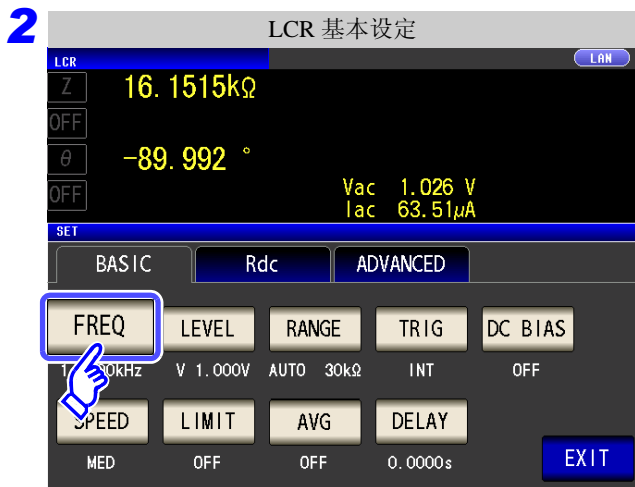 2
LCR 基本设定
LCR
LAN
Z 16.1515kΩ
OFF
θ -89.992 °
OFF
Vac 1.026 V
Iac 63.51μA
SET
BASIC Rdc ADVANCED
FREQ LEVEL RANGE TRIG DC BIAS
V 1.000V AUTO 30kΩ INT OFF
SPEED LIMIT AVG DELAY
MED OFF OFF 0.0000s
EXIT